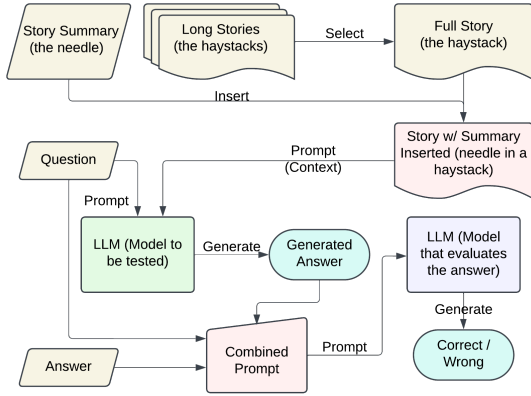 Story Summary
(the needle)
Long Stories
(the haystacks)
Select
Full Story
(the haystack)
Insert
Story w/ Summary
Inserted (needle in a
haystack)
Prompt
(Context)
Question
Prompt
LLM (Model to
be tested)
Generate
Generated
Answer
LLM (Model
that evaluates
the answer)
Generate
Correct /
Wrong
Combined
Prompt
Prompt
Answer